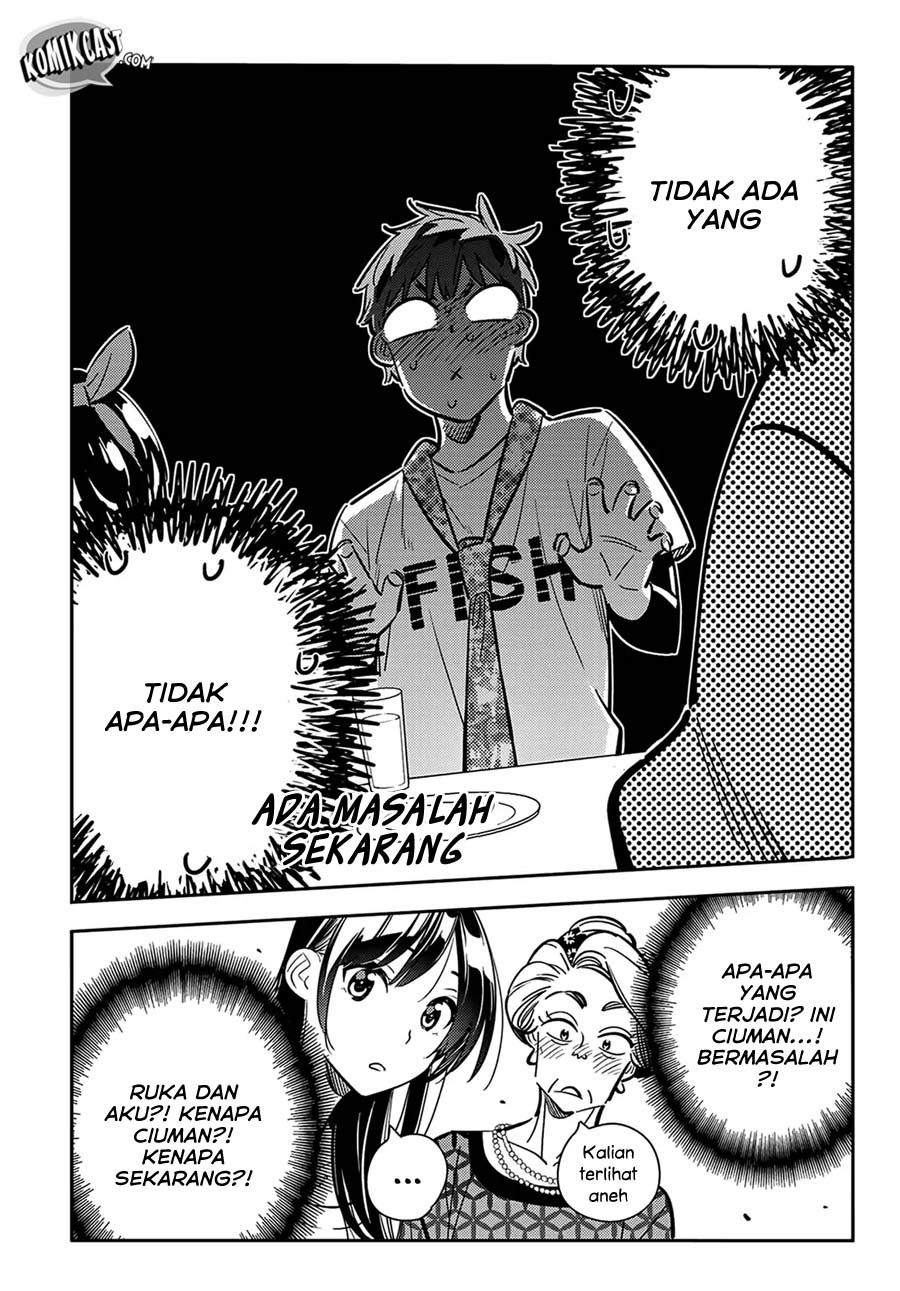 KOMIKCAST
.COM
TIDAK ADA
YANG
FISH
TIDAK
APA-APA!!!
ADA MASALAH
SEKARANG
APA-APA
YANG
TERJADI? INI
CIUMAN...!
BERMASALAH
?!
RUKA DAN
AKU?! KENAPA
CIUMAN?!
KENAPA
SEKARANG?!
...
Kalian
terlihat
aneh